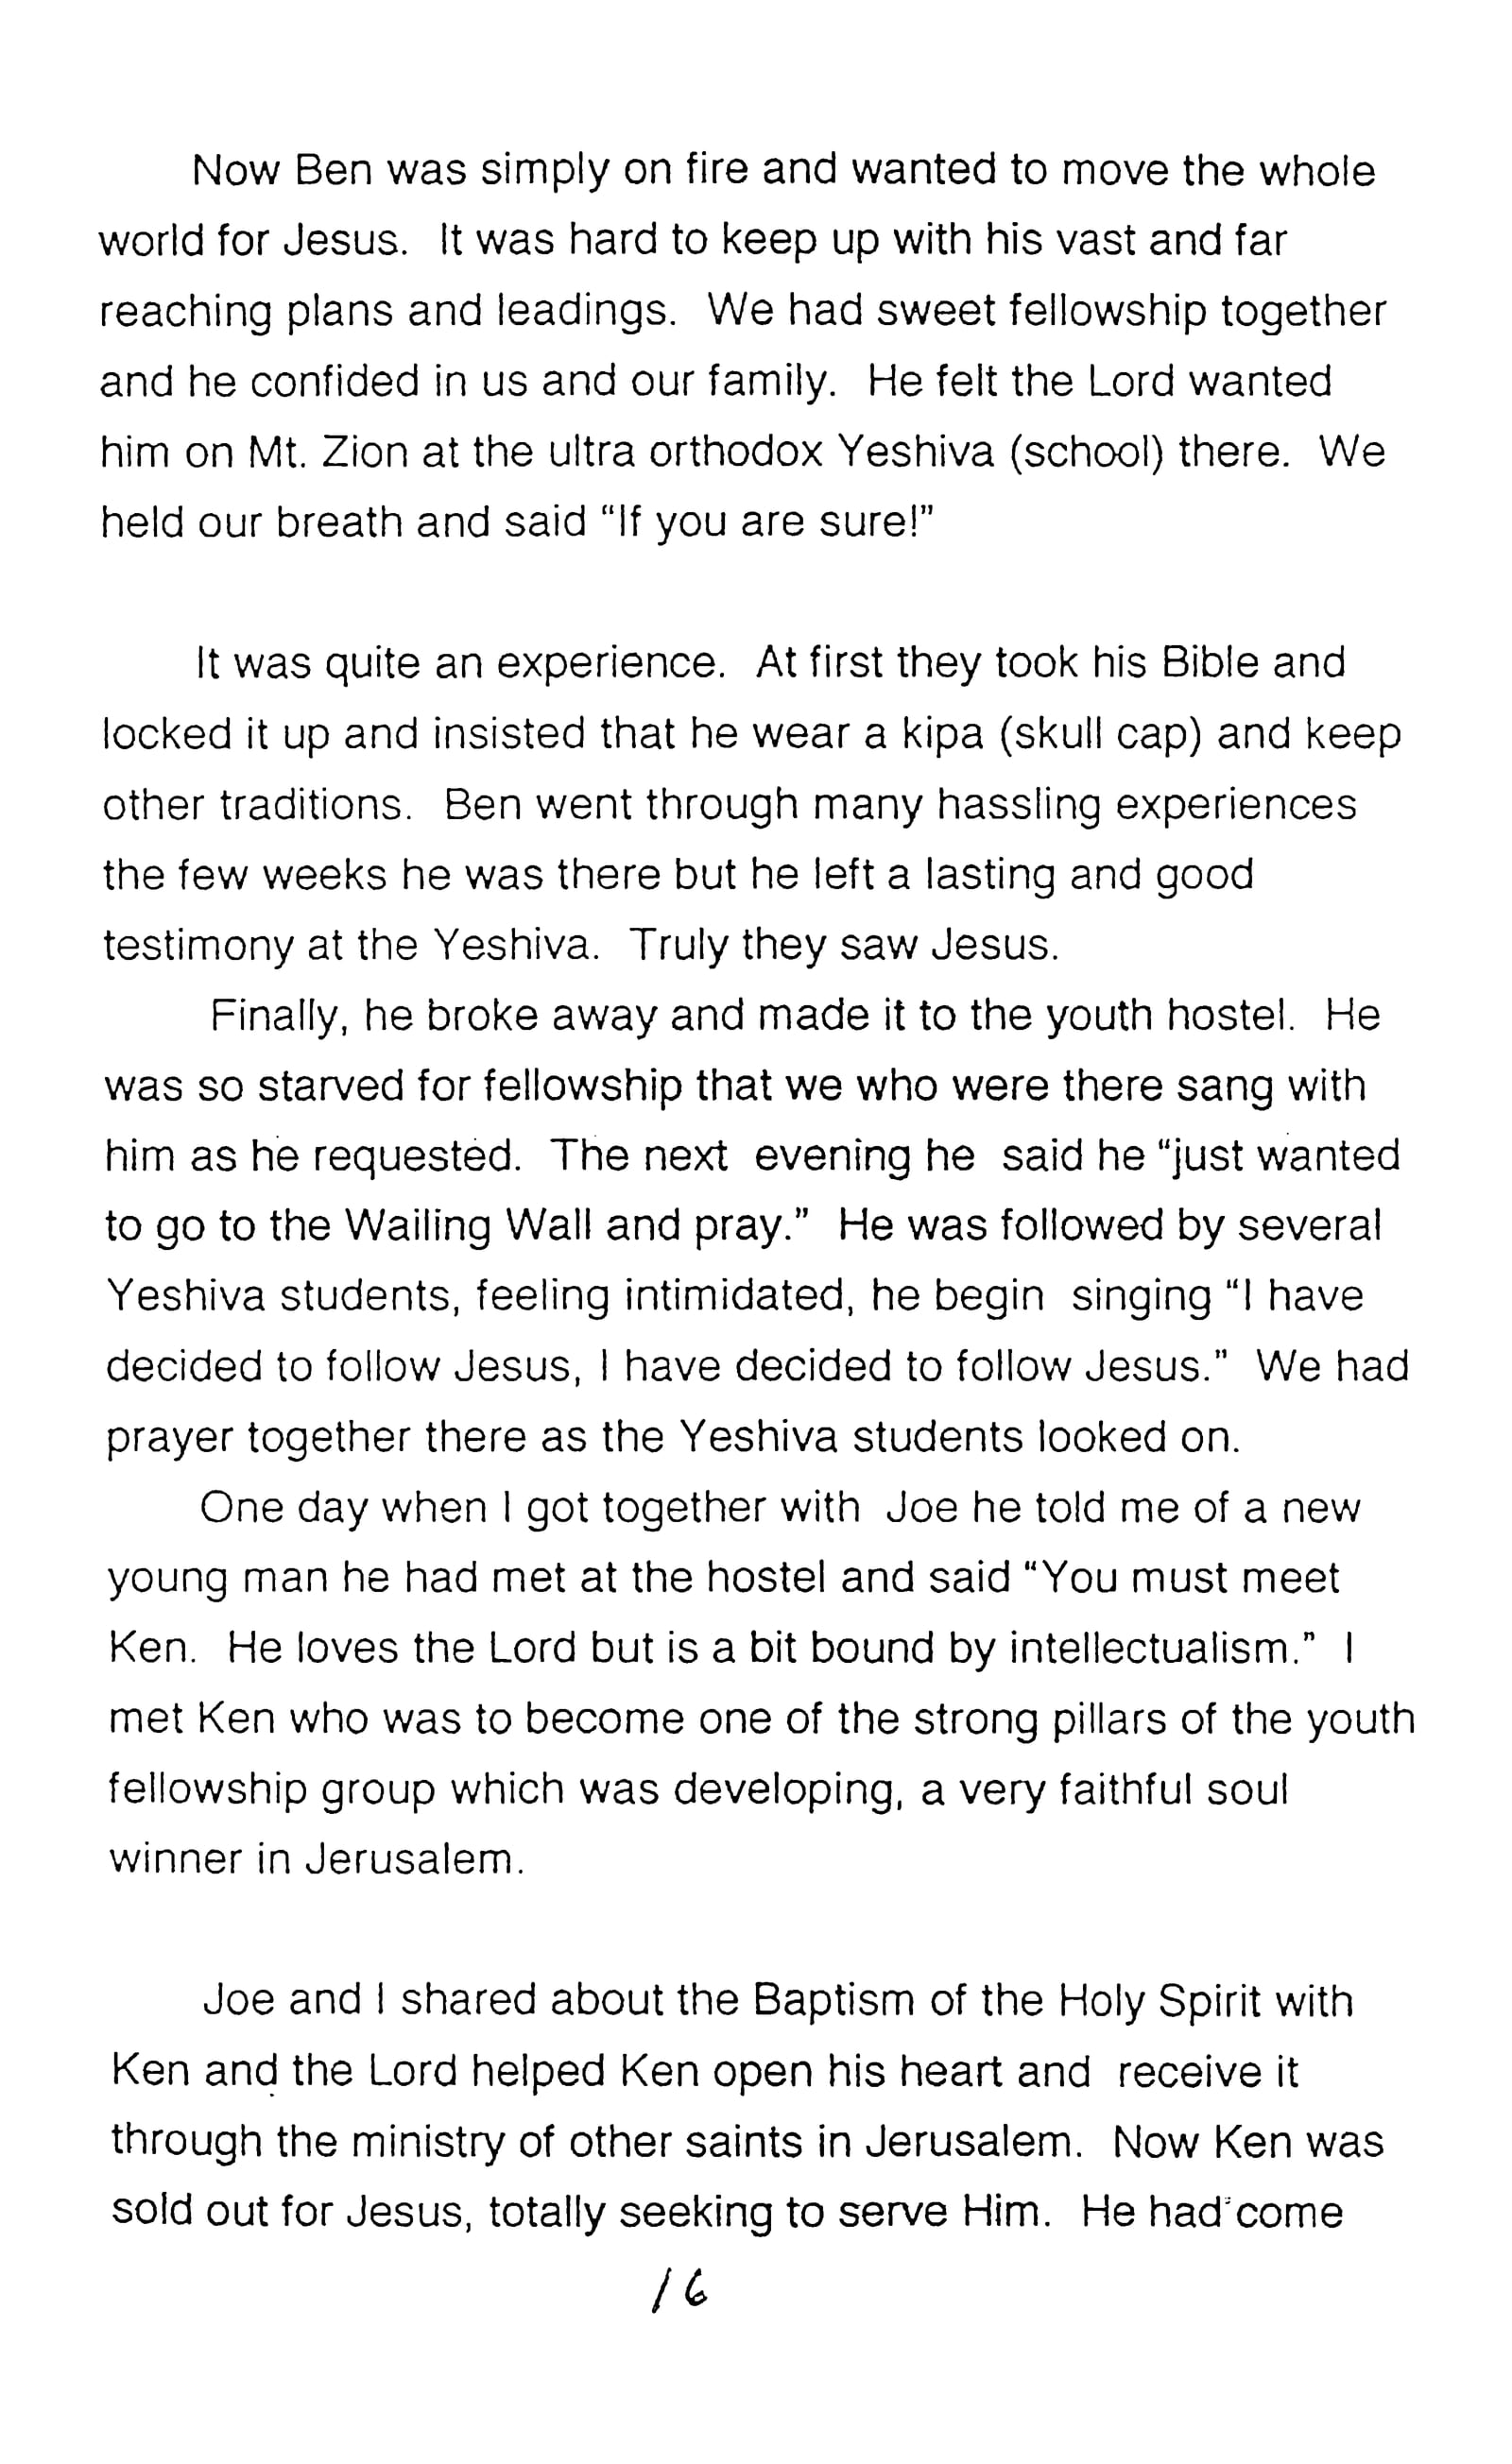 Now Ben was simply on fire and wanted to move the whole
world for Jesus. It was hard to keep up with his vast and far
reaching plans and leadings. We had sweet fellowship together
and he confided in us and our family. He felt the Lord wanted
him on Mt. Zion at the ultra orthodox Yeshiva (school) there. We
held our breath and said “If you are sure!”
It was quite an experience. At first they took his Bible and
locked it up and insisted that he wear a kipa (skull cap) and keep
other traditions. Ben went through many hassling experiences
the few weeks he was there but he left a lasting and good
testimony at the Yeshiva. Truly they saw Jesus.
Finally, he broke away and made it to the youth hostel. He
was so starved for fellowship that we who were there sang with
him as he requested. The next evening he said he “just wanted
to go to the Wailing Wall and pray.” He was followed by several
Yeshiva students, feeling intimidated, he begin singing “I have
decided to follow Jesus, I have decided to follow Jesus.” We had
prayer together there as the Yeshiva students looked on.
One day when I got together with Joe he told me of a new
young man he had met at the hostel and said “You must meet
Ken. He loves the Lord but is a bit bound by intellectualism.” I
met Ken who was to become one of the strong pillars of the youth
fellowship group which was developing, a very faithful soul
winner in Jerusalem.
Joe and I shared about the Baptism of the Holy Spirit with
Ken and the Lord helped Ken open his heart and receive it
through the ministry of other saints in Jerusalem. Now Ken was
sold out for Jesus, totally seeking to serve Him. He had come
16